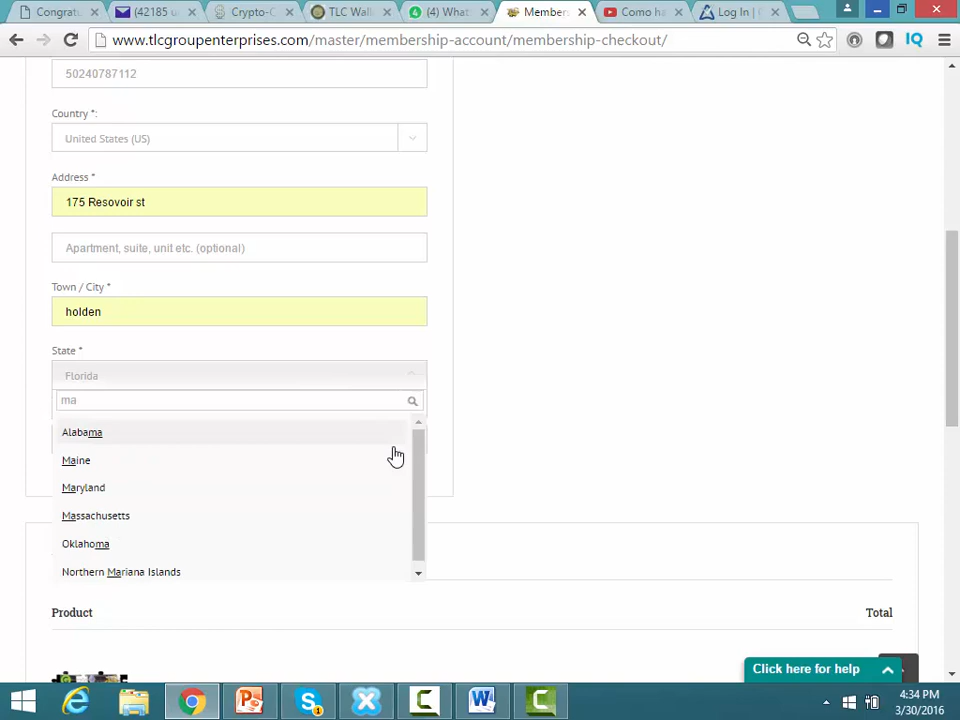 Congratu
(42185 u
Crypto-C
TLC Wall
(4) What
Members
Como ha
Log In | T
www.tlcgroupenterprises.com/master/membership-account/membership-checkout/
IQ
50240787112
Country *:
United States (US)
Address *
175 Resovoir st
Apartment, suite, unit etc. (optional)
Town / City *
holden
State *
Florida
ma
Alabama
Maine
Maryland
Massachusetts
Oklahoma
Northern Mariana Islands
Product Total
Click here for help
4:34 PM
3/30/2016